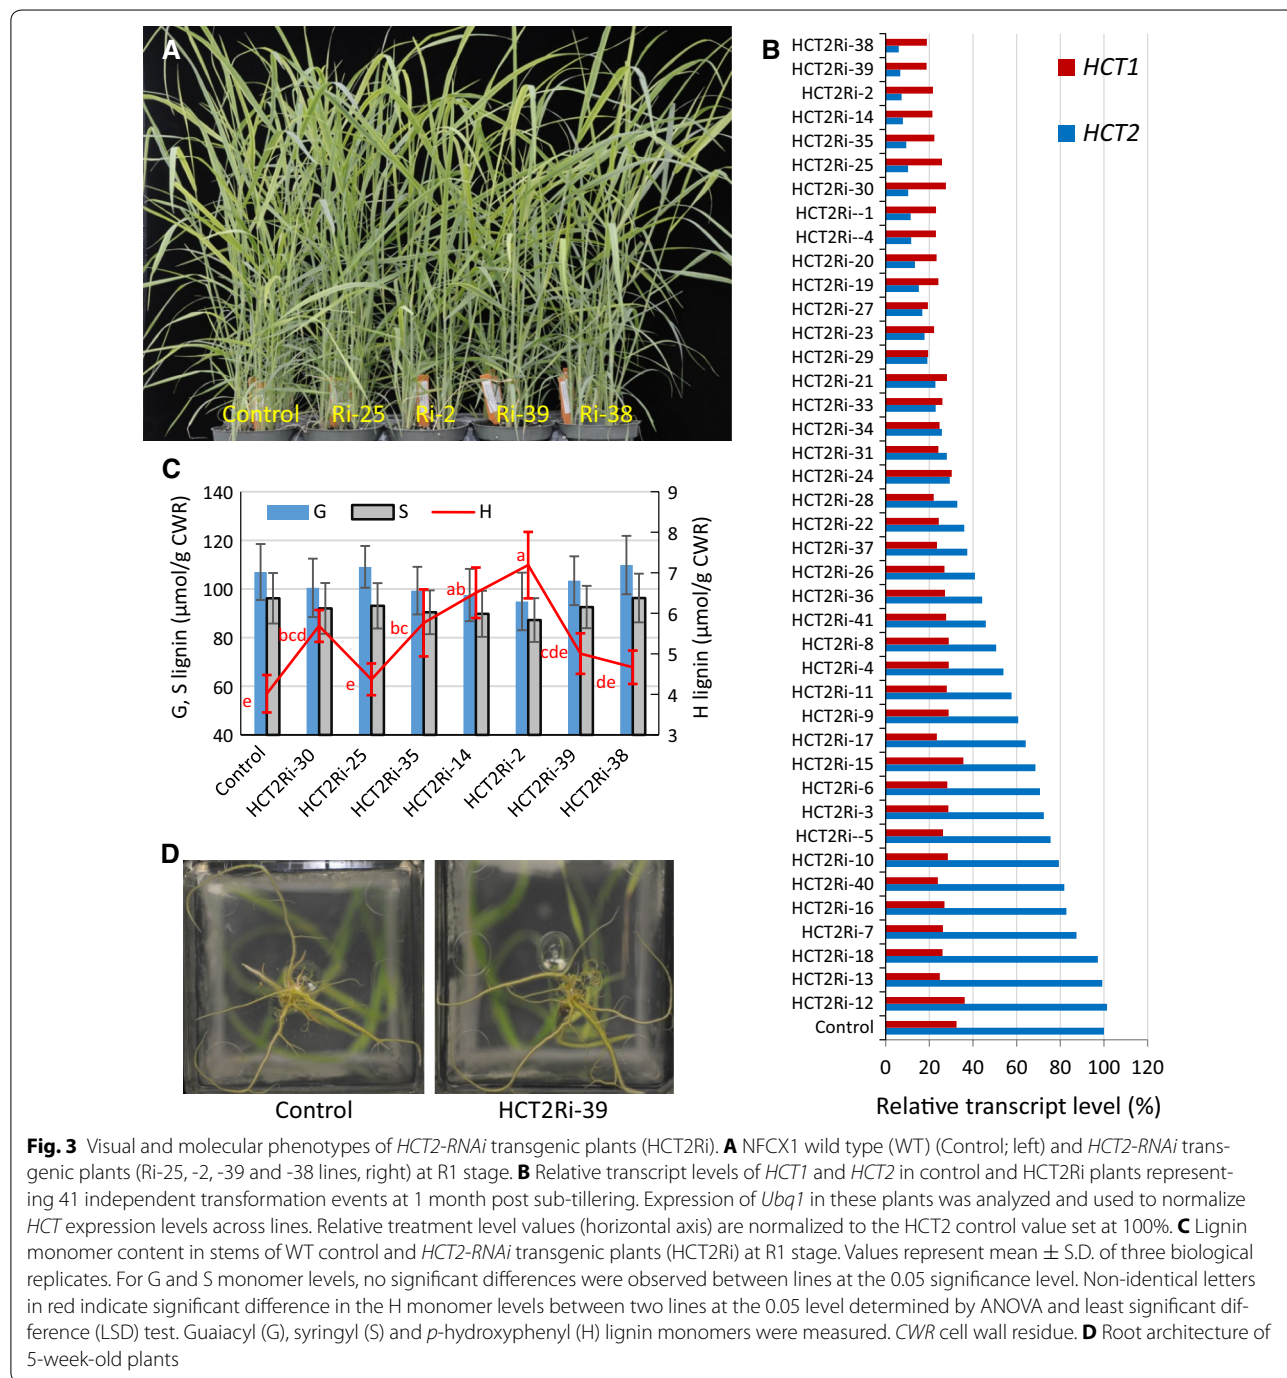 A
Control
Ri-25
Ri-2
Ri-39
Ri-38
B
HCT2Ri-38
HCT2Ri-39
HCT2Ri-2
HCT2Ri-14
HCT2Ri-35
HCT2Ri-25
HCT2Ri-30
HCT2Ri--1
HCT2Ri--4
HCT2Ri-20
HCT2Ri-19
HCT2Ri-27
HCT2Ri-23
HCT2Ri-29
HCT2Ri-21
HCT2Ri-33
HCT2Ri-34
HCT2Ri-31
HCT2Ri-24
HCT2Ri-28
HCT2Ri-22
HCT2Ri-37
HCT2Ri-26
HCT2Ri-36
HCT2Ri-41
HCT2Ri-8
HCT2Ri-4
HCT2Ri-11
HCT2Ri-9
HCT2Ri-17
HCT2Ri-15
HCT2Ri-6
HCT2Ri-3
HCT2Ri--5
HCT2Ri-10
HCT2Ri-40
HCT2Ri-16
HCT2Ri-7
HCT2Ri-18
HCT2Ri-13
HCT2Ri-12
Control
0 20 40 60 80 100 120
Relative transcript level (%)
HCT1
HCT2
C
G, S lignin (µmol/g CWR)
140
120
100
80
60
40
G S H
e
bcd
e
bc
ab
a
cde
de
9
8
7
6
5
4
3
H lignin (µmol/g CWR)
Control
HCT2Ri-30
HCT2Ri-25
HCT2Ri-35
HCT2Ri-14
HCT2Ri-2
HCT2Ri-39
HCT2Ri-38
D
Control
HCT2Ri-39
Fig. 3 Visual and molecular phenotypes of HCT2-RNAi transgenic plants (HCT2Ri). A NFCX1 wild type (WT) (Control; left) and HCT2-RNAi trans-
genic plants (Ri-25, -2, -39 and -38 lines, right) at R1 stage. B Relative transcript levels of HCT1 and HCT2 in control and HCT2Ri plants represent-
ing 41 independent transformation events at 1 month post sub-tillering. Expression of Ubq1 in these plants was analyzed and used to normalize
HCT expression levels across lines. Relative treatment level values (horizontal axis) are normalized to the HCT2 control value set at 100%. C Lignin
monomer content in stems of WT control and HCT2-RNAi transgenic plants (HCT2Ri) at R1 stage. Values represent mean ± S.D. of three biological
replicates. For G and S monomer levels, no significant differences were observed between lines at the 0.05 significance level. Non-identical letters
in red indicate significant difference in the H monomer levels between two lines at the 0.05 level determined by ANOVA and least significant dif-
ference (LSD) test. Guaiacyl (G), syringyl (S) and p-hydroxyphenyl (H) lignin monomers were measured. CWR cell wall residue. D Root architecture of
5-week-old plants